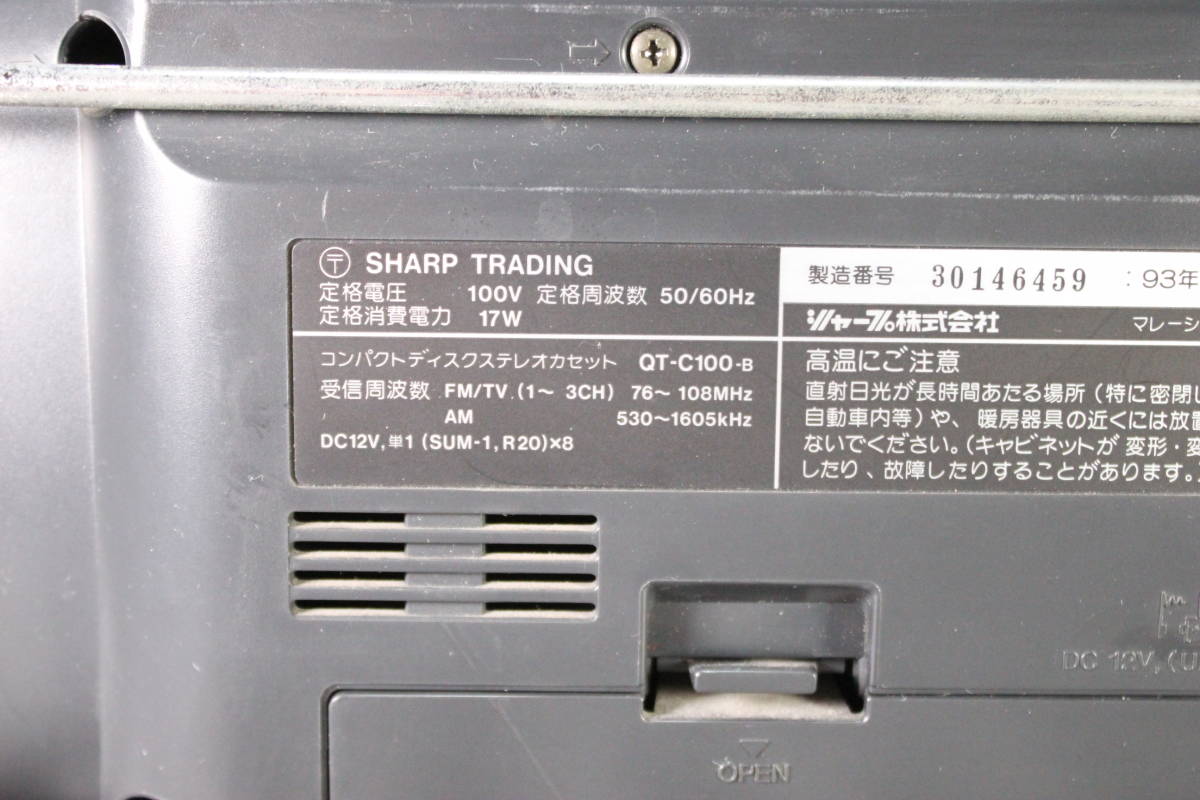 〒 SHARP TRADING
定格電圧 100V 定格周波数 50/60Hz
定格消費電力 17W
コンパクトディスクステレオカセット QT-C100-B
受信周波数 FM/TV (1～3CH) 76～108MHz
AM 530～1605kHz
DC12V, 単1 (SUM-1, R20)×8
製造番号 30146459 : 93年
シャープ株式会社 マレーシ
高温にご注意
直射日光が長時間あたる場所（特に密閉し
自動車内等）や、暖房器具の近くには放置
ないでください。（キャビネットが変形・変
したり、故障したりすることがあります。
DC 12V, (U
OPEN